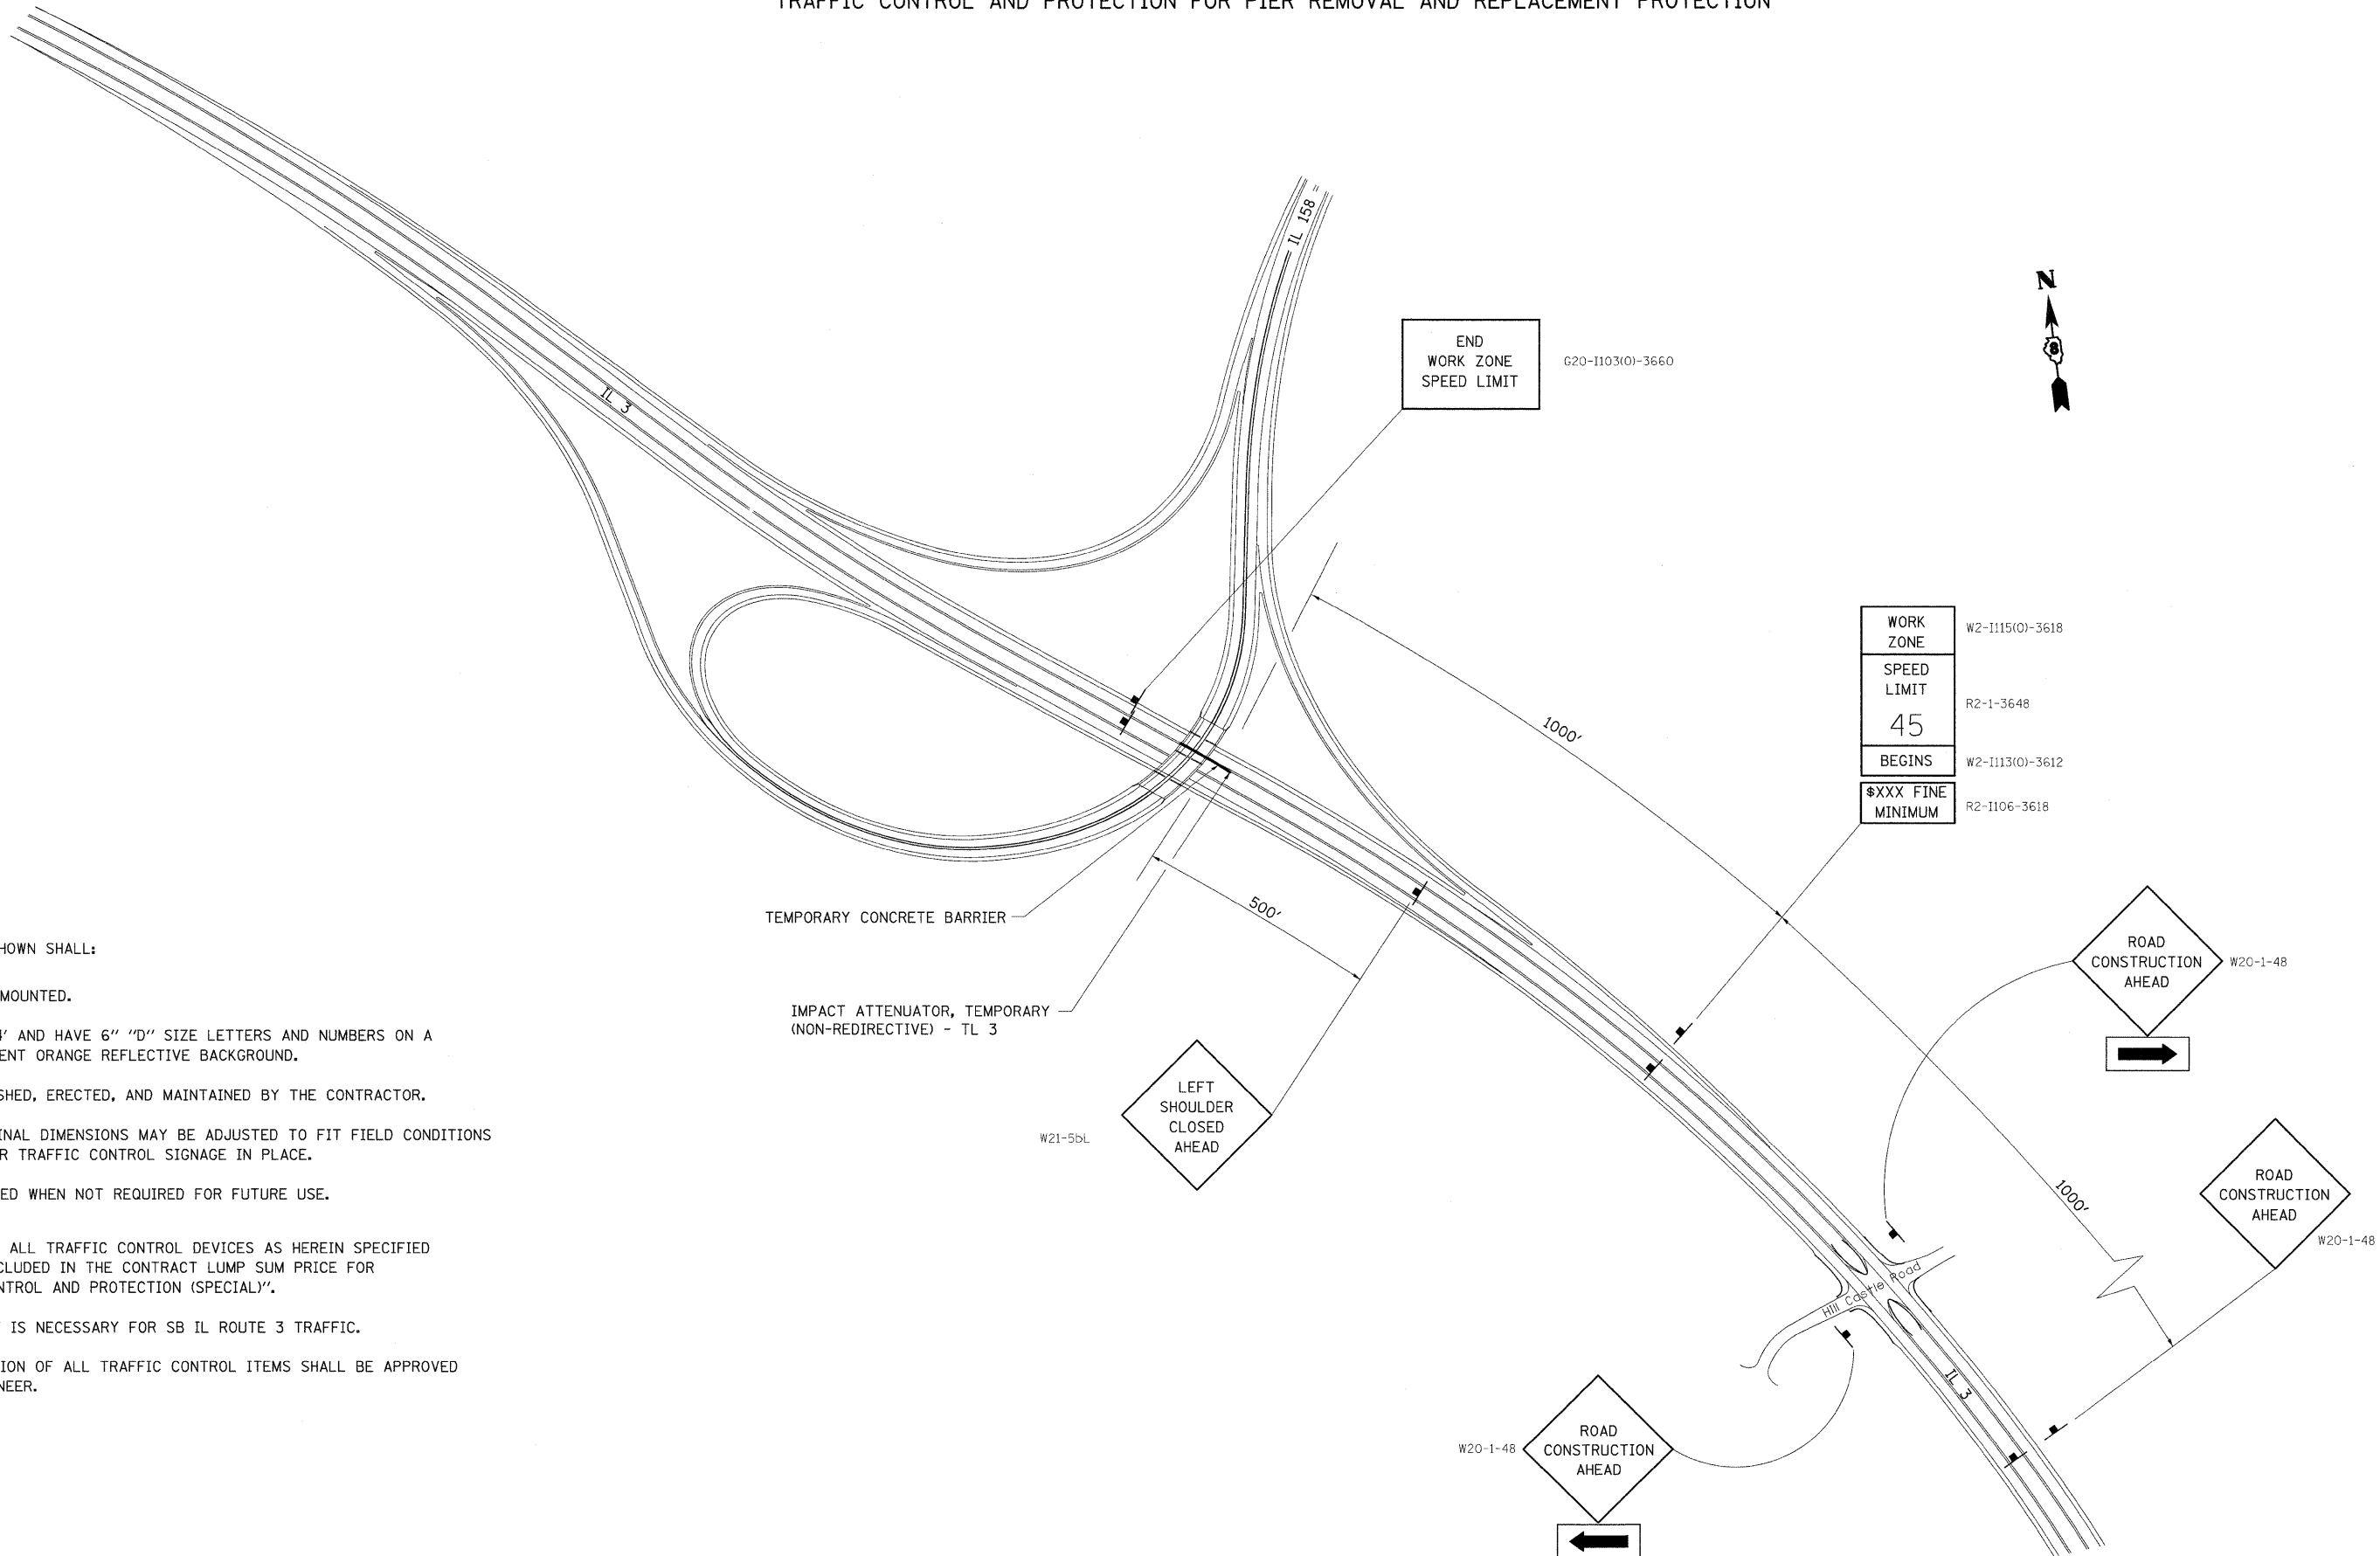 TRAFFIC CONTROL AND PROTECTION FOR PIER REMOVAL AND REPLACEMENT PROTECTION
IL 158
N
8
END
WORK ZONE
SPEED LIMIT
G20-I103(O)-3660
IL 3
WORK
ZONE
W2-I115(O)-3618
SPEED
LIMIT
45
R2-1-3648
BEGINS
W2-I113(O)-3612
$XXX FINE
MINIMUM
R2-I106-3618
1000'
TEMPORARY CONCRETE BARRIER
500'
IMPACT ATTENUATOR, TEMPORARY
(NON-REDIRECTIVE) - TL 3
ROAD
CONSTRUCTION
AHEAD
W20-1-48
LEFT
SHOULDER
CLOSED
AHEAD
W21-5bL
1000'
ROAD
CONSTRUCTION
AHEAD
W20-1-48
Hill Castle Road
IL 3
ROAD
CONSTRUCTION
AHEAD
W20-1-48
HOWN SHALL:
MOUNTED.
' AND HAVE 6" "D" SIZE LETTERS AND NUMBERS ON A
ENT ORANGE REFLECTIVE BACKGROUND.
SHED, ERECTED, AND MAINTAINED BY THE CONTRACTOR.
INAL DIMENSIONS MAY BE ADJUSTED TO FIT FIELD CONDITIONS
R TRAFFIC CONTROL SIGNAGE IN PLACE.
ED WHEN NOT REQUIRED FOR FUTURE USE.
ALL TRAFFIC CONTROL DEVICES AS HEREIN SPECIFIED
CLUDED IN THE CONTRACT LUMP SUM PRICE FOR
NTROL AND PROTECTION (SPECIAL)".
IS NECESSARY FOR SB IL ROUTE 3 TRAFFIC.
ION OF ALL TRAFFIC CONTROL ITEMS SHALL BE APPROVED
NEER.